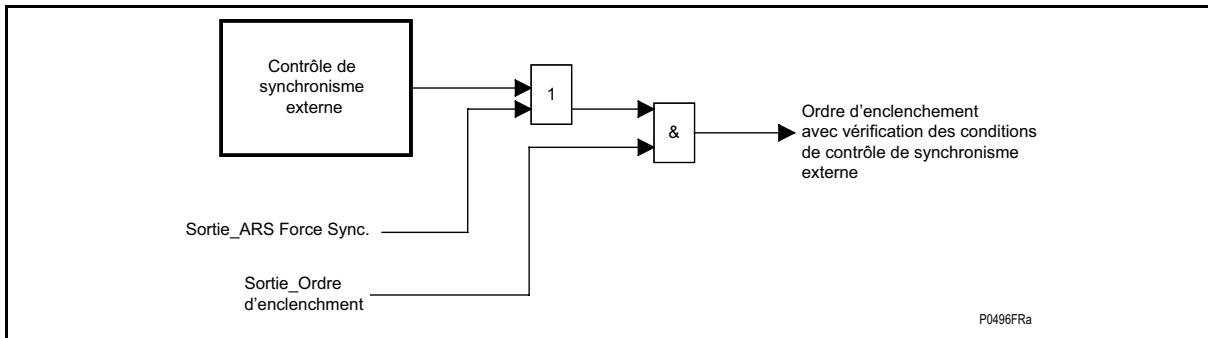 Contrôle de
synchronisme
externe
1
&
Ordre d'enclenchement
avec vérification des conditions
de contrôle de synchronisme
externe
Sortie_ARS Force Sync.
Sortie_Ordre
d'enclenchment
P0496FRa